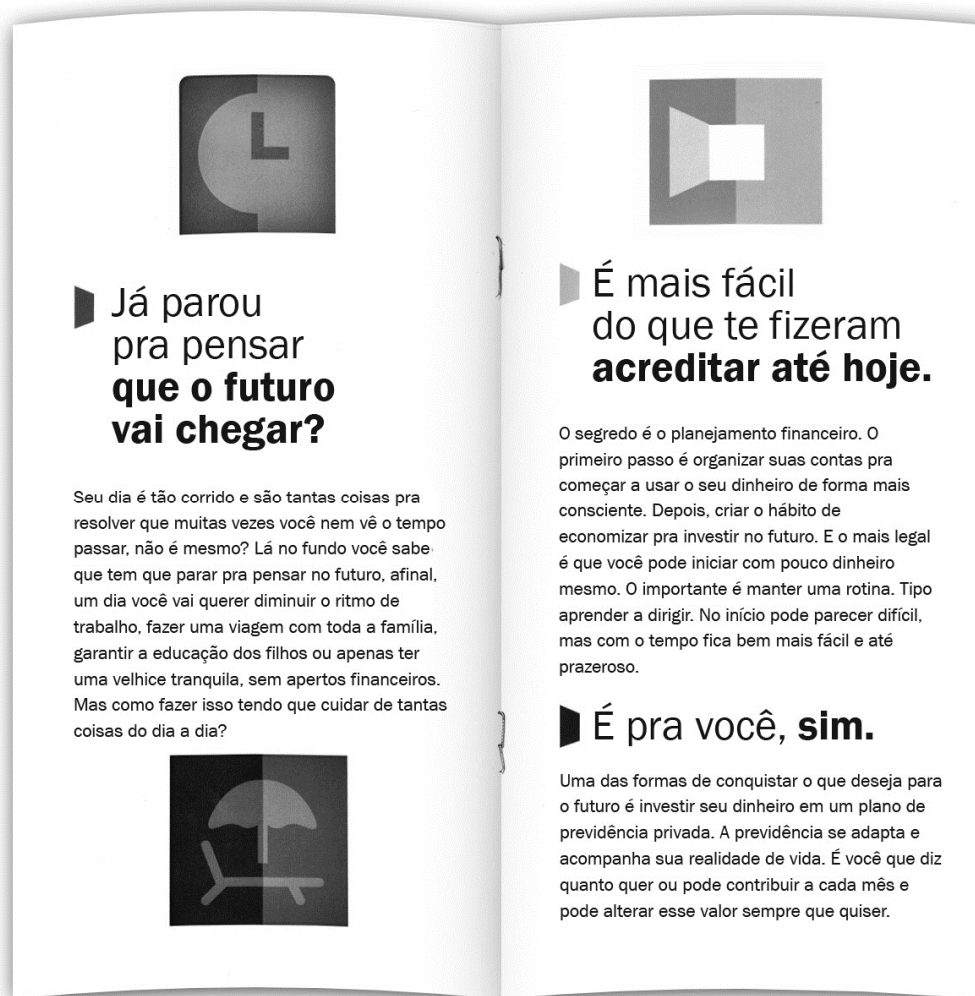 Já parou
pra pensar
que o futuro
vai chegar?
Seu dia é tão corrido e são tantas coisas pra
resolver que muitas vezes você nem vê o tempo
passar, não é mesmo? Lá no fundo você sabe
que tem que parar pra pensar no futuro, afinal,
um dia você vai querer diminuir o ritmo de
trabalho, fazer uma viagem com toda a família,
garantir a educação dos filhos ou apenas ter
uma velhice tranquila, sem apertos financeiros.
Mas como fazer isso tendo que cuidar de tantas
coisas do dia a dia?
É mais fácil
do que te fizeram
acreditar até hoje.
O segredo é o planejamento financeiro. O
primeiro passo é organizar suas contas pra
começar a usar o seu dinheiro de forma mais
consciente. Depois, criar o hábito de
economizar pra investir no futuro. E o mais legal
é que você pode iniciar com pouco dinheiro
mesmo. O importante é manter uma rotina. Tipo
aprender a dirigir. No início pode parecer difícil,
mas com o tempo fica bem mais fácil e até
prazeroso.
É pra você, sim.
Uma das formas de conquistar o que deseja para
o futuro é investir seu dinheiro em um plano de
previdência privada. A previdência se adapta e
acompanha sua realidade de vida. É você que diz
quanto quer ou pode contribuir a cada mês e
pode alterar esse valor sempre que quiser.